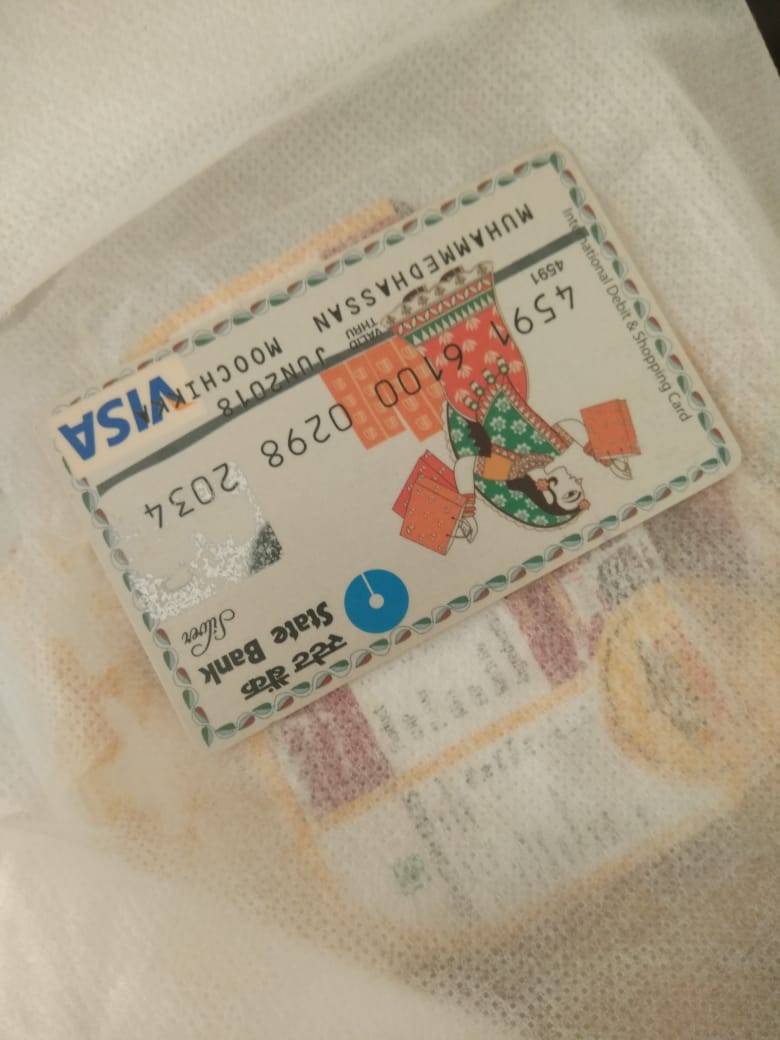 स्टेट बैंक
State Bank
Silver
International Debit & Shopping Card
4591 6100 0298 2034
4591
VALID
THRU
JUN2018
VISA
MUHAMMEDHASSAN MOOCHIKKA